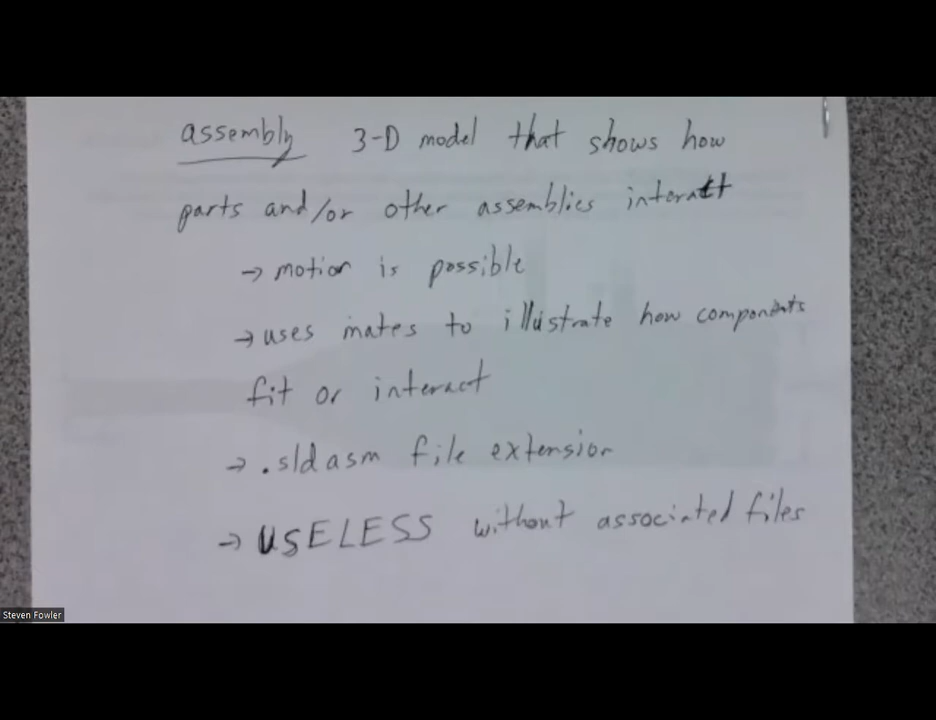 assembly 3-D model that shows how
parts and/or other assemblies interact
→ motion is possible
→ uses mates to illustrate how components
fit or interact
→ .sldasm file extension
→ USELESS without associated files
Steven Fowler